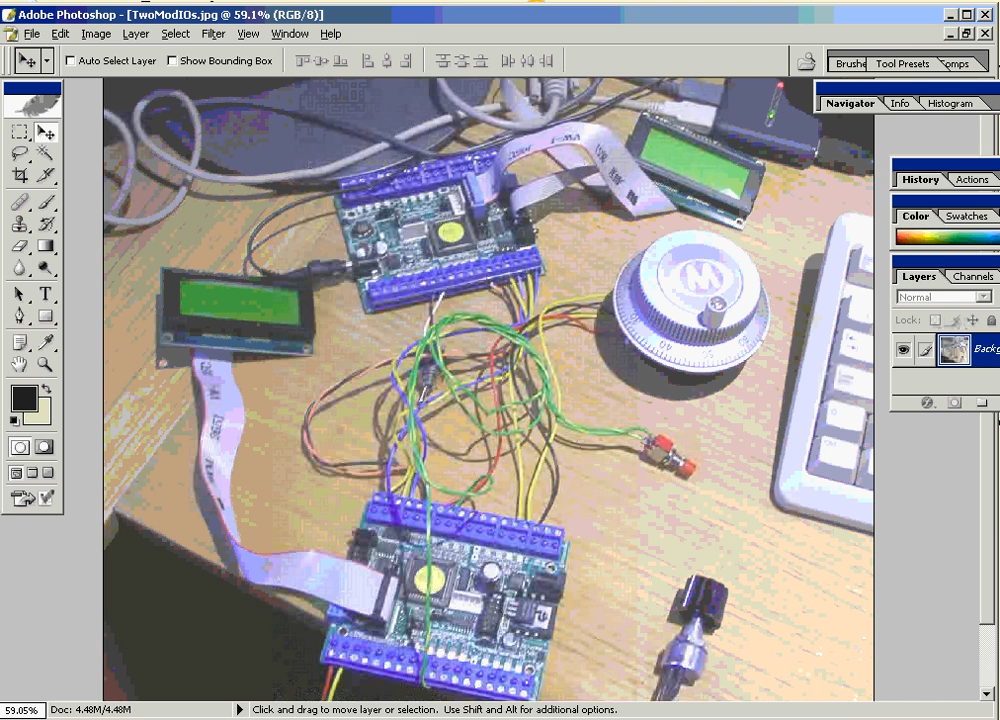 Adobe Photoshop - [TwoModIOs.jpg @ 59.1% (RGB/8)]
File Edit Image Layer Select Filter View Window Help
Auto Select Layer Show Bounding Box
Tool Presets
Navigator Info Histogram
History Actions
Color Swatches
Layers Channels
Normal
Lock:
59.05% Doc: 4.48M/4.48M Click and drag to move layer or selection. Use Shift and Alt for additional options.